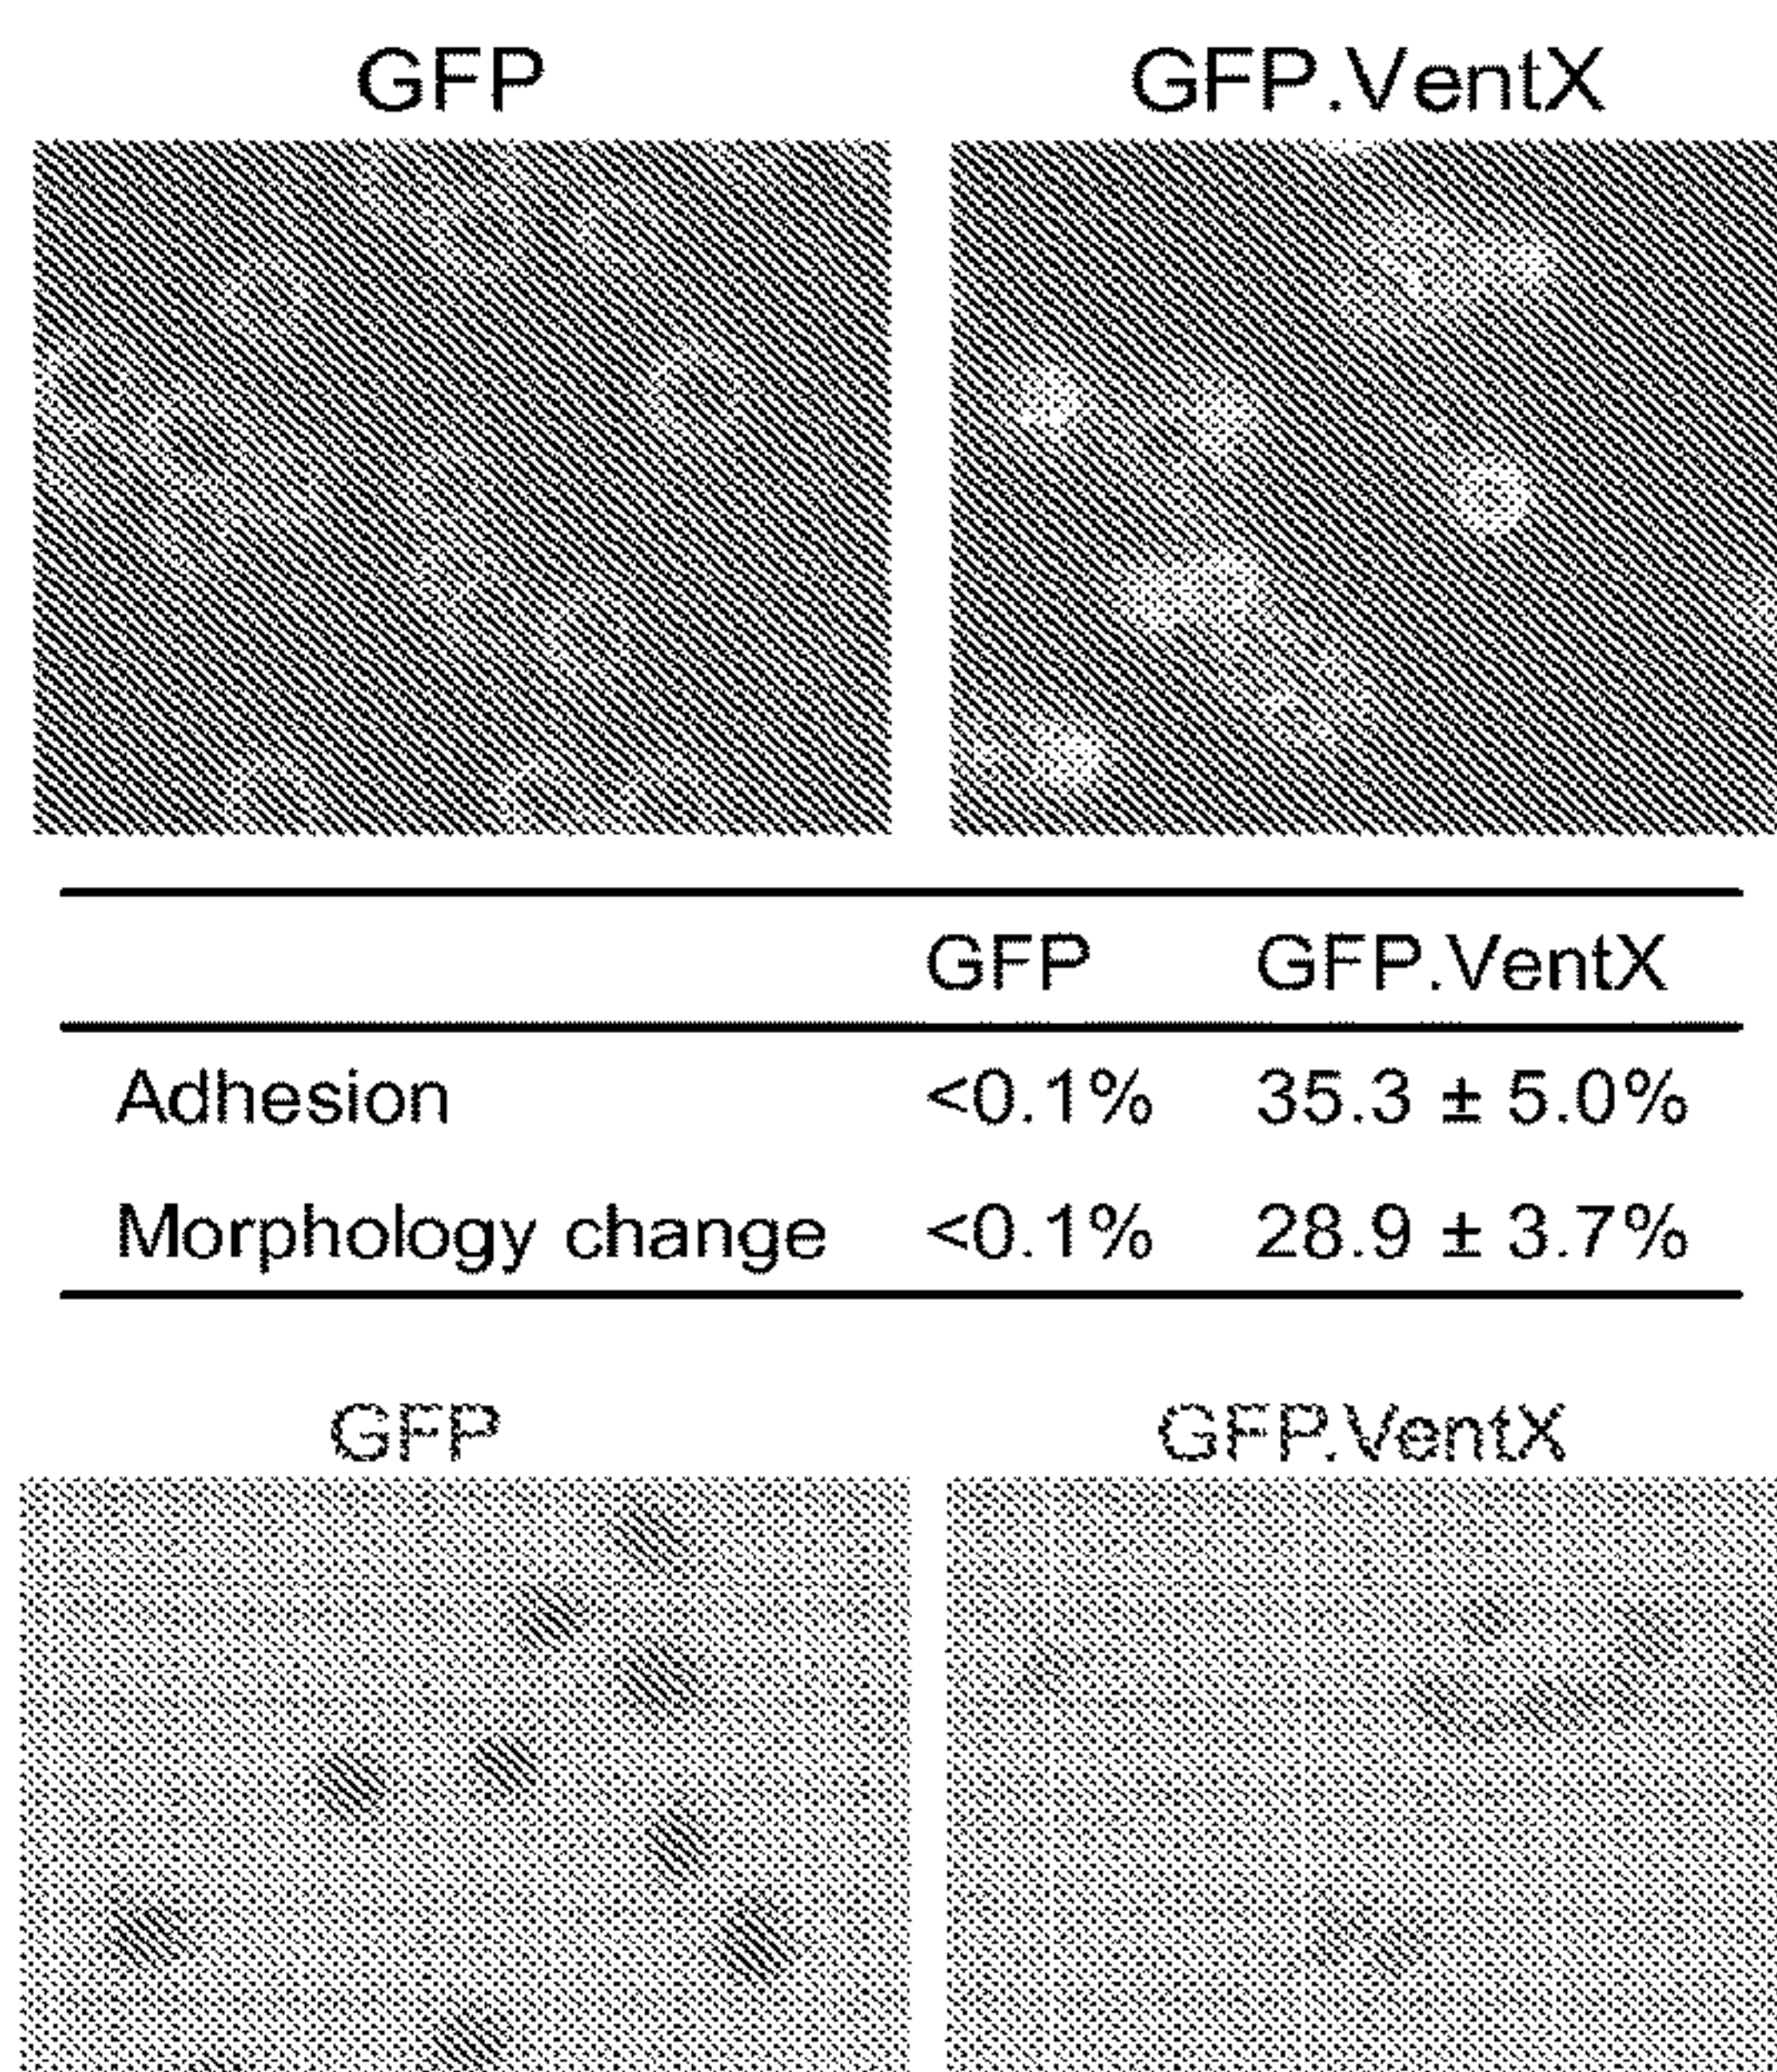 GFP GFP.VentX
GFP GFP.VentX
Adhesion <0.1% 35.3 ± 5.0%
Morphology change <0.1% 28.9 ± 3.7%
GFP GFP.VentX